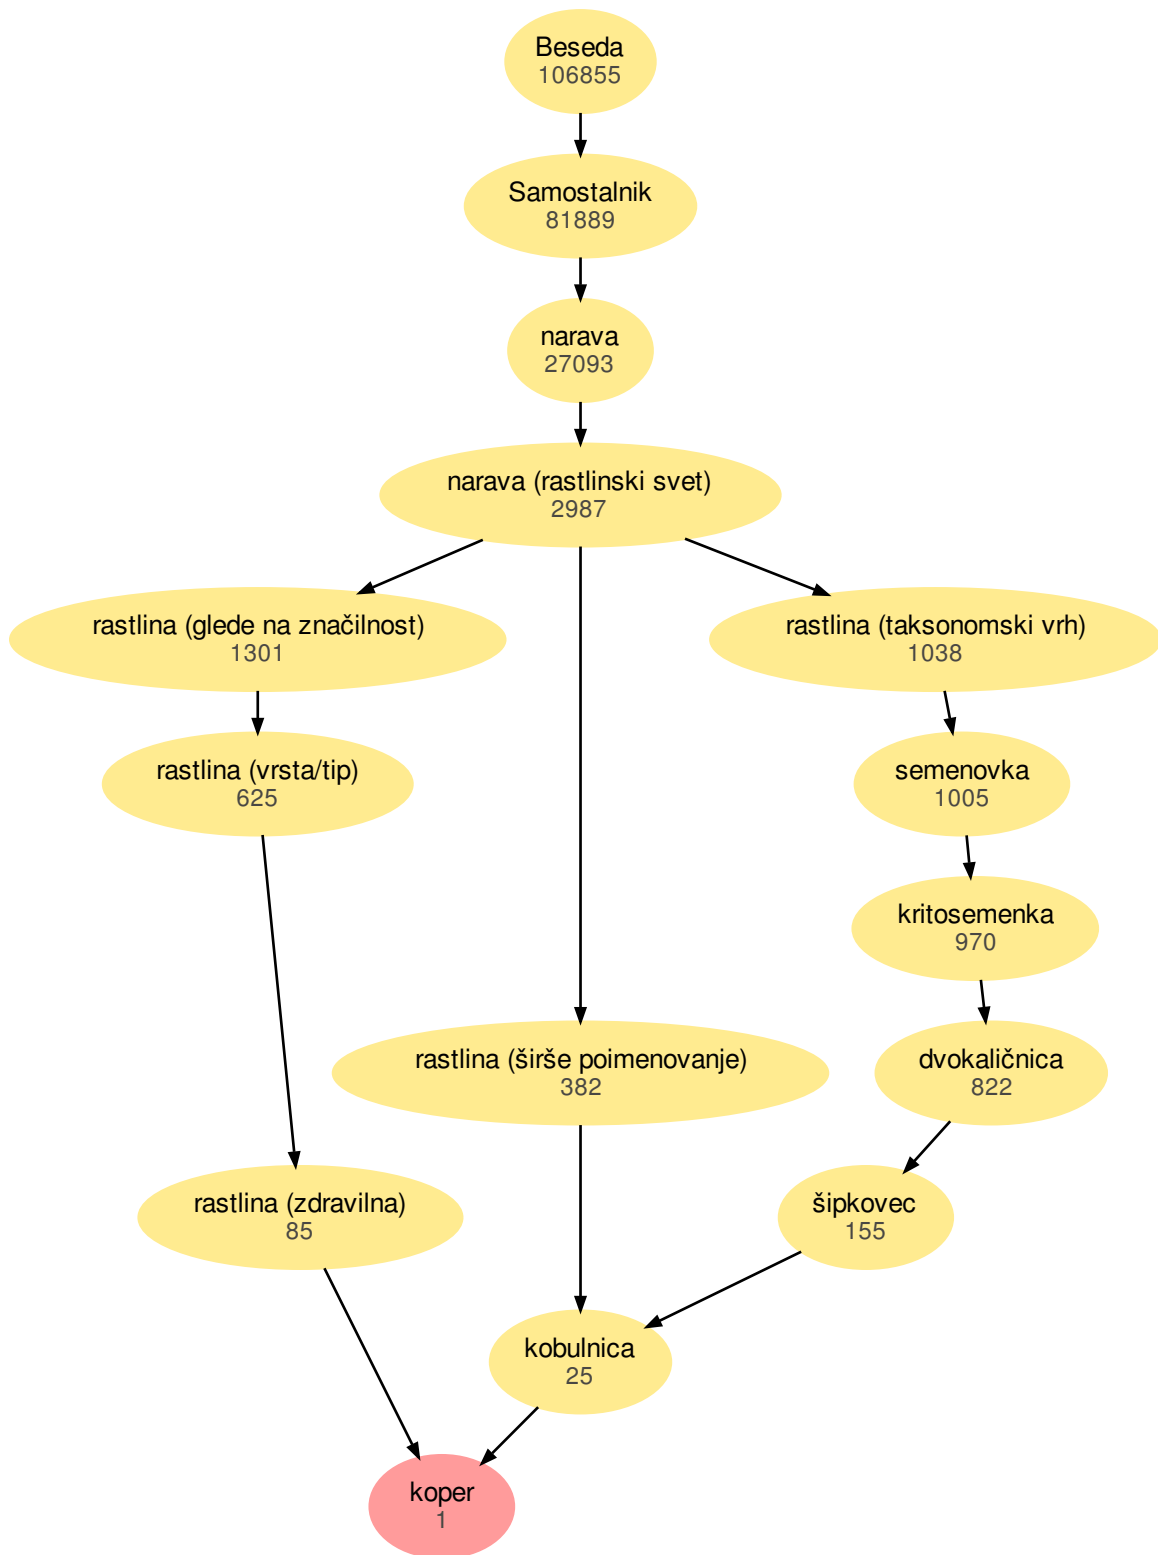 Beseda
106855
Samostalnik
81889
narava
27093
narava (rastlinski svet)
2987
rastlina (glede na značilnost)
1301
rastlina (taksonomski vrh)
1038
rastlina (vrsta/tip)
625
semenovka
1005
kritosemenka
970
rastlina (širše poimenovanje)
382
dvokaličnica
822
rastlina (zdravilna)
85
šipkovec
155
kobulnica
25
koper
1